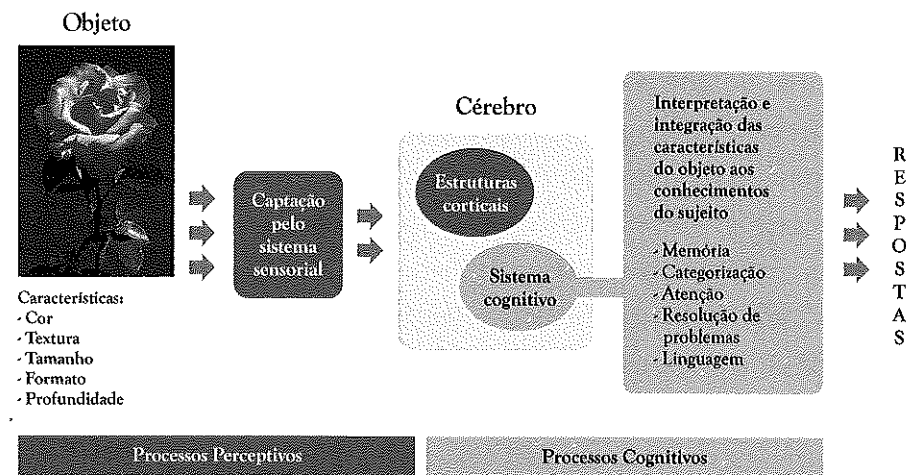 Objeto
Características:
- Cor
- Textura
- Tamanho
- Formato
- Profundidade
Captação
pelo
sistema
sensorial
Cérebro
Estruturas
corticais
Sistema
cognitivo
Interpretação e
integração das
características
do objeto aos
conhecimentos
do sujeito
- Memória
- Categorização
- Atenção
- Resolução de
problemas
- Linguagem
RESPOSTAS
Processos Perceptivos
Processos Cognitivos